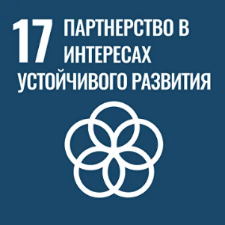 17 ПАРТНЕРСТВО В
ИНТЕРЕСАХ
УСТОЙЧИВОГО РАЗВИТИЯ